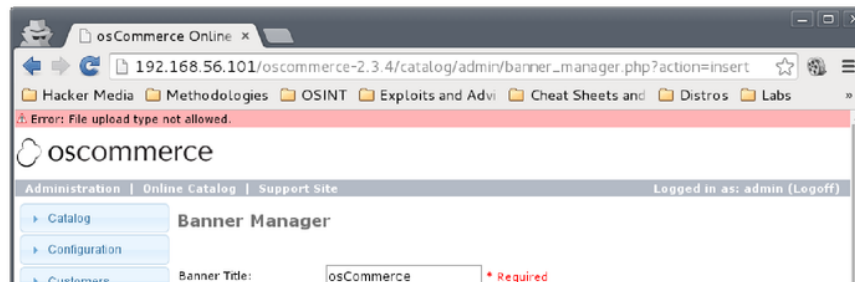 osCommerce Online ×
192.168.56.101/oscommerce-2.3.4/catalog/admin/banner_manager.php?action=insert
Hacker Media Methodologies OSINT Exploits and Advi Cheat Sheets and Distros Labs »
Error: File upload type not allowed.
oscommerce
Administration | Online Catalog | Support Site Logged in as: admin (Logoff)
Catalog
Banner Manager
Configuration
Customers
Banner Title: osCommerce * Required